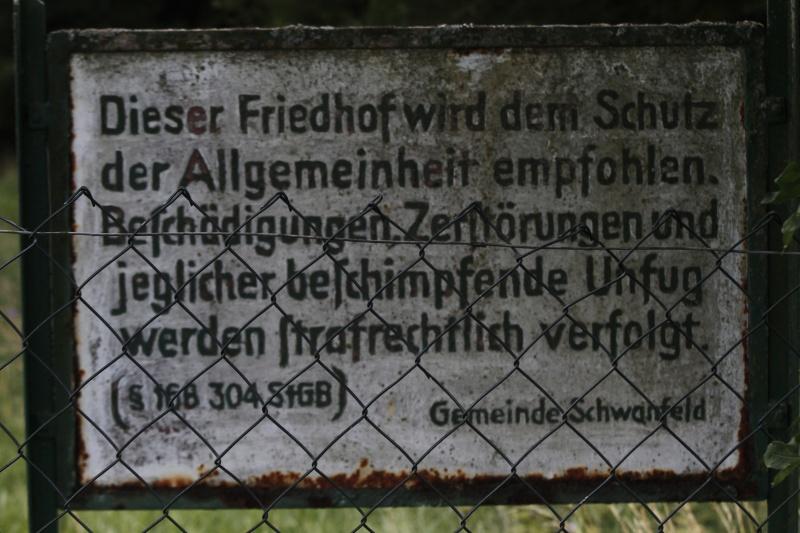 Dieser Friedhof wird dem Schutz
der Allgemeinheit empfohlen.
Beſchädigungen, Zerſtörungen und
jeglicher beſchimpfende Unfug
werden ſtrafrechtlich verfolgt.
(§ 168 304 StGB)
Gemeinde Schwanfeld